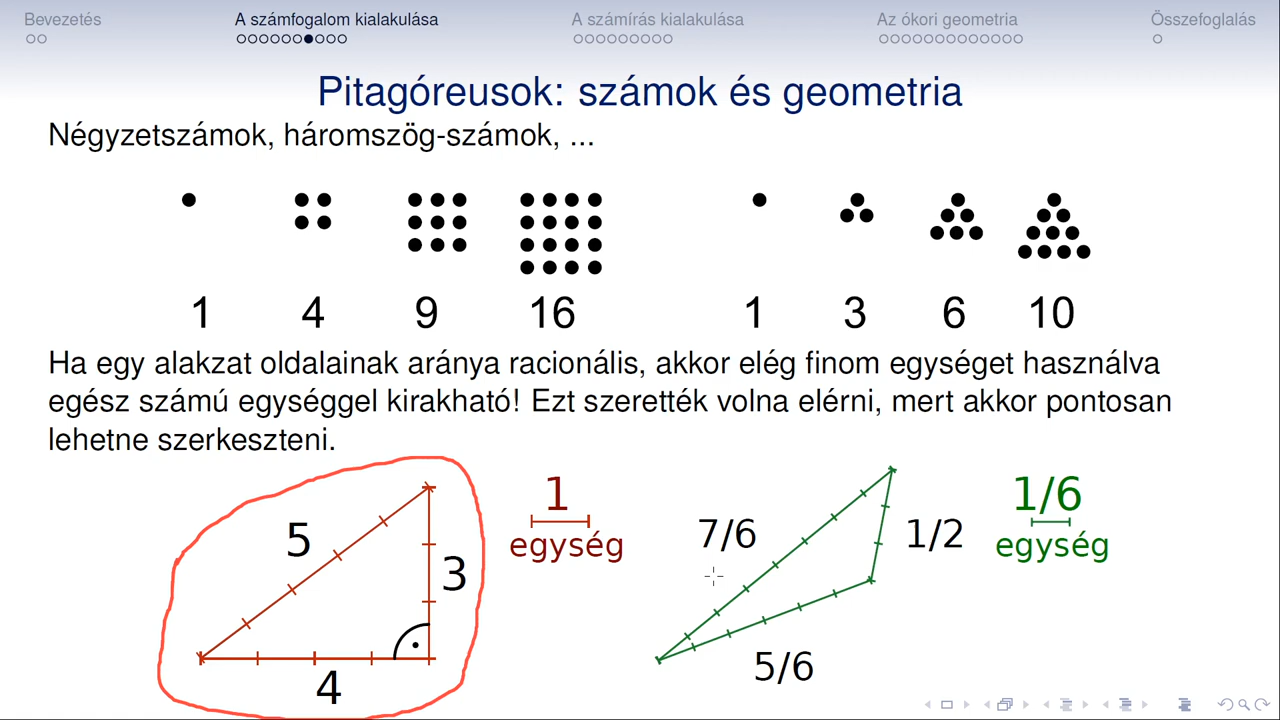 Bevezetés
A számfogalom kialakulása
A számírás kialakulása
Az ókori geometria
Összefoglalás
Pitagóreusok: számok és geometria
Négyzetszámok, háromszög-számok, ...
1 4 9 16 1 3 6 10
Ha egy alakzat oldalainak aránya racionális, akkor elég finom egységet használva
egész számú egységgel kirakható! Ezt szerették volna elérni, mert akkor pontosan
lehetne szerkeszteni.
5
3
4
1
egység
7/6
1/2
5/6
1/6
egység